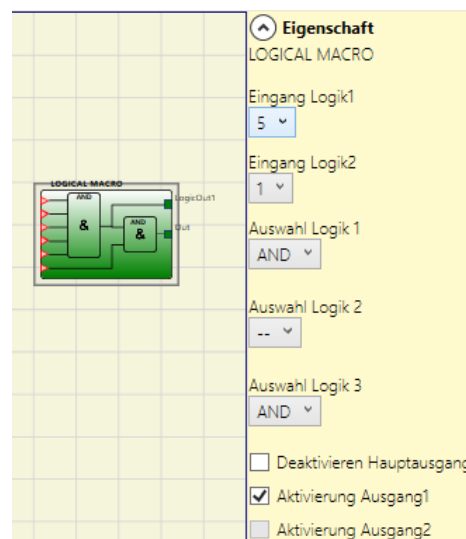 LOGICAL MACRO
AND
&
AND
&
LogicOut1
Out
Eigenschaft
LOGICAL MACRO
Eingang Logik1
5
Eingang Logik2
1
Auswahl Logik 1
AND
Auswahl Logik 2
--
Auswahl Logik 3
AND
Deaktivieren Hauptausgang
Aktivierung Ausgang1
Aktivierung Ausgang2